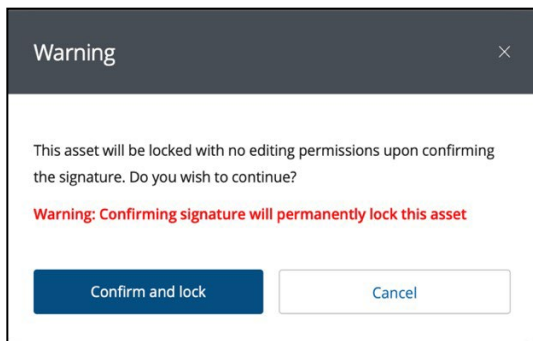 Warning
This asset will be locked with no editing permissions upon confirming
the signature. Do you wish to continue?
Warning: Confirming signature will permanently lock this asset
Confirm and lock
Cancel